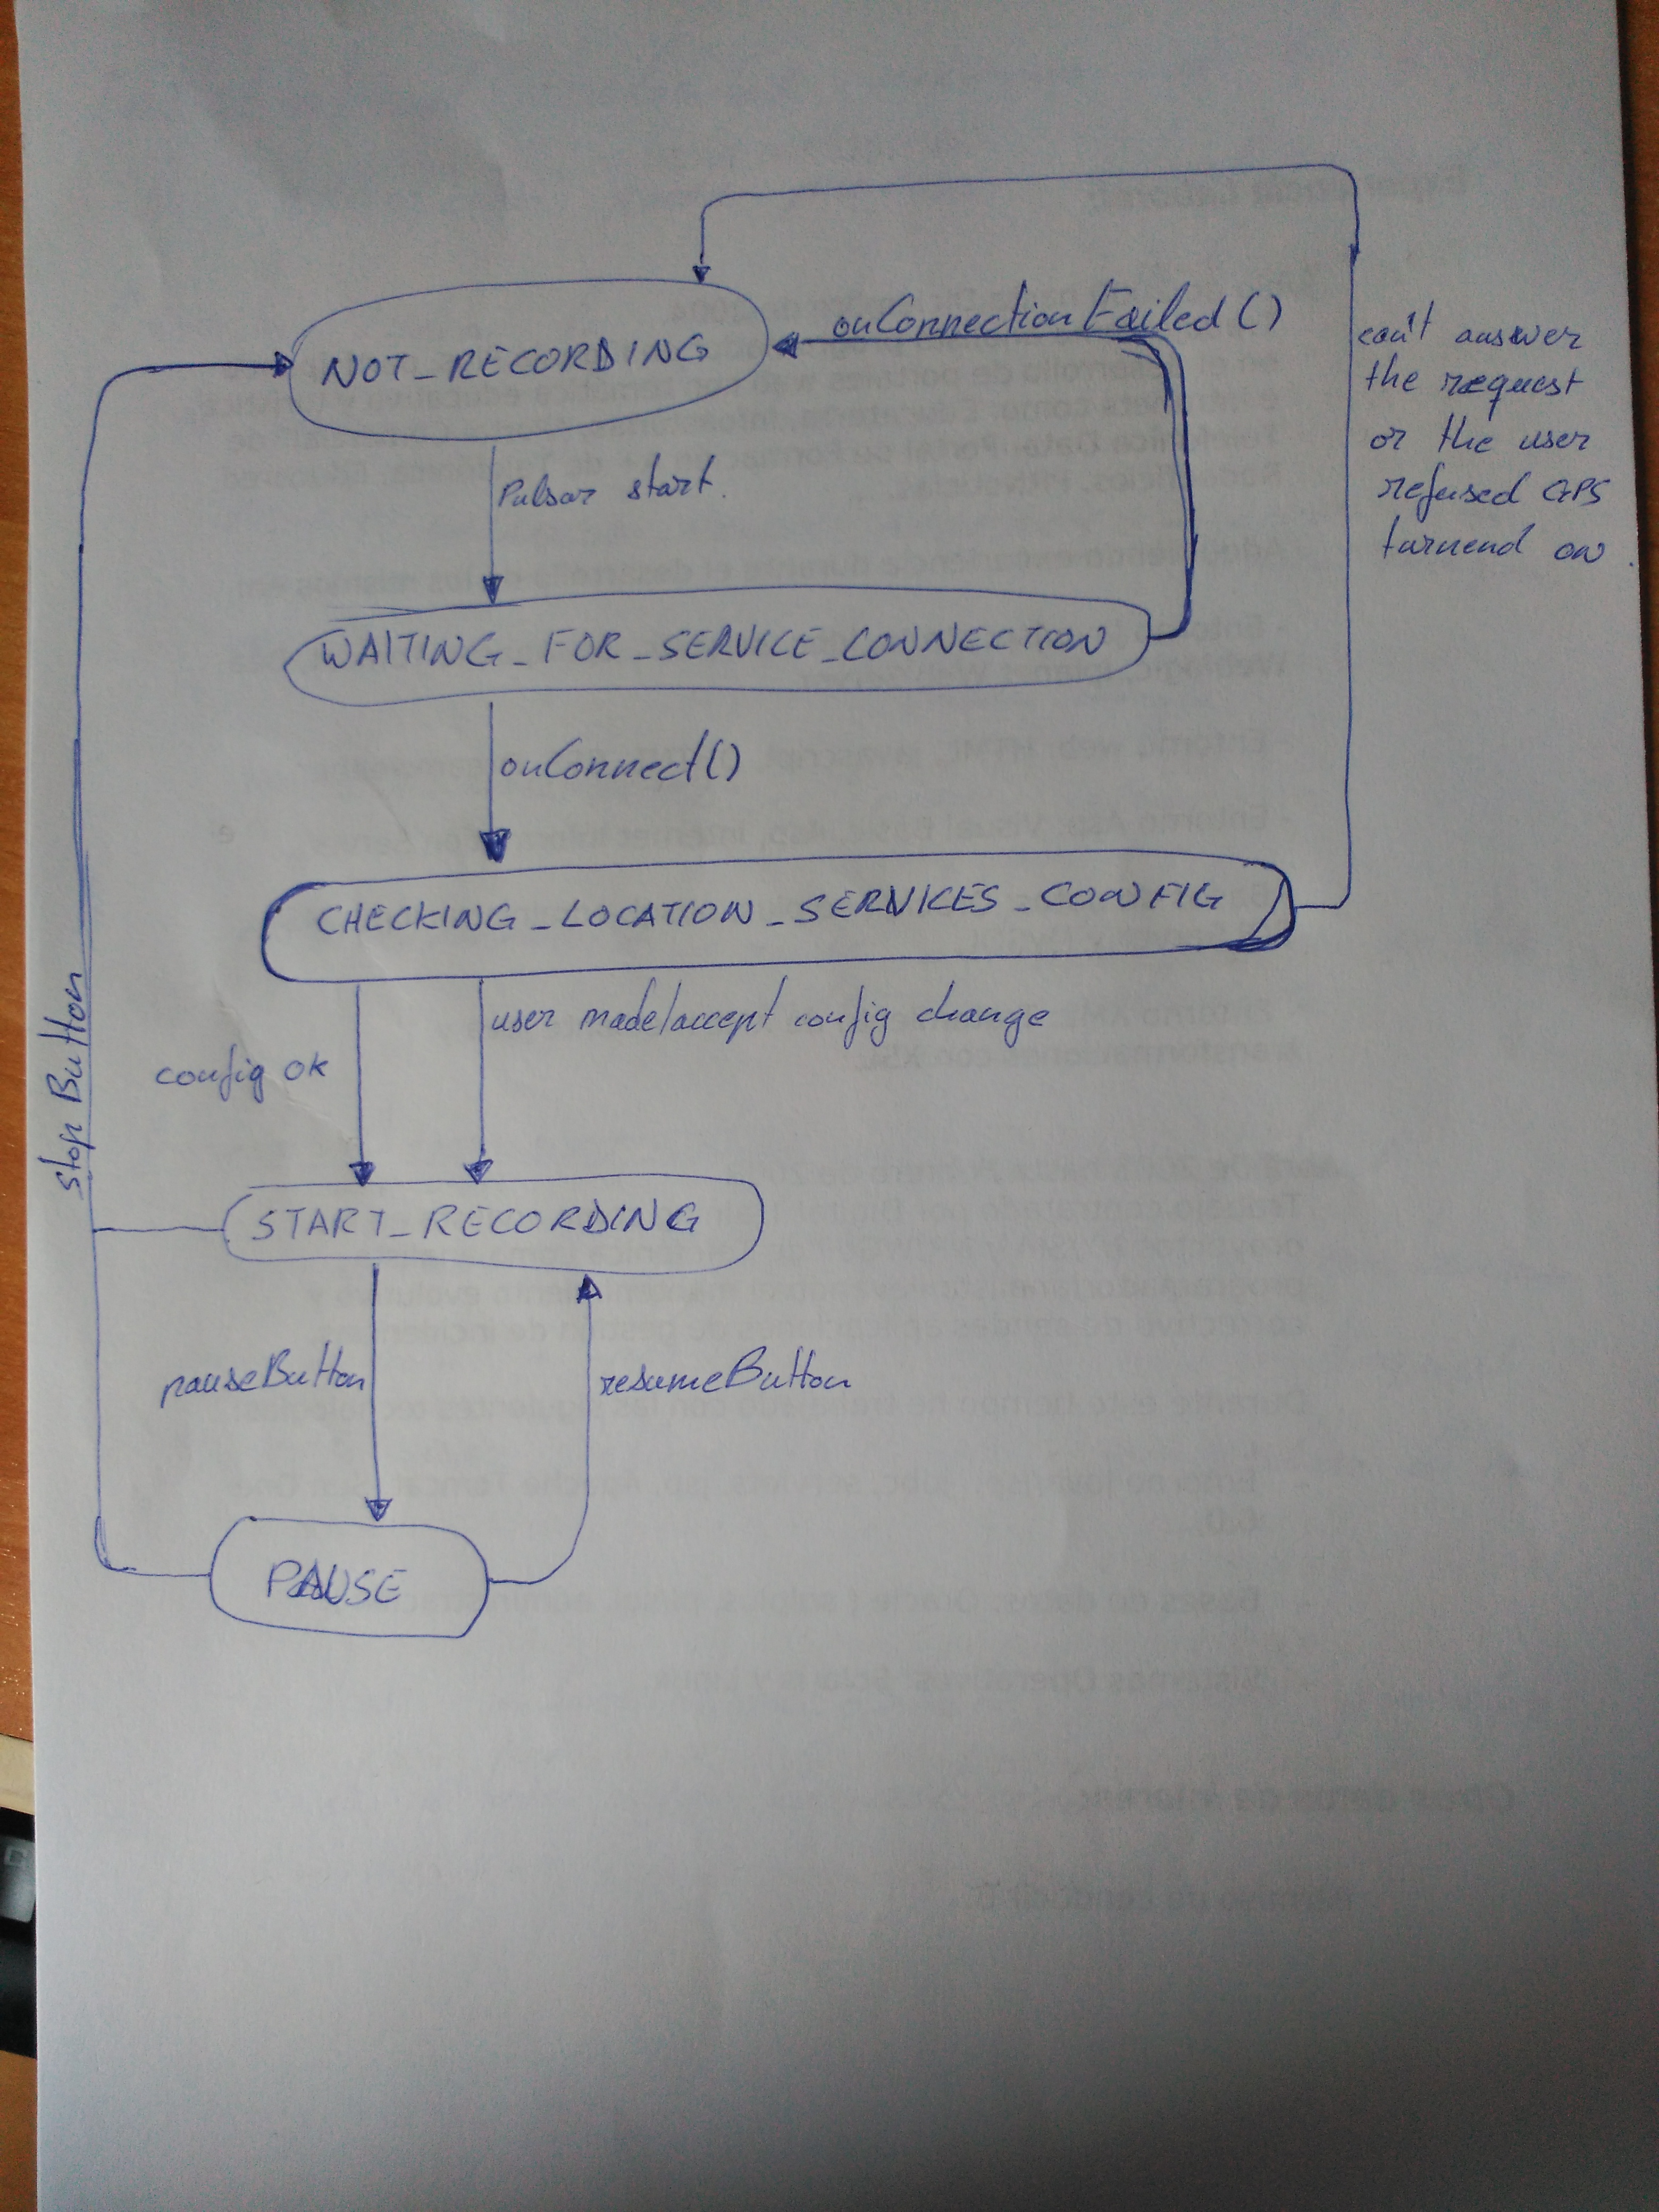 onConnectionFailed()
NOT_RECORDING
can't answer
the request
or the user
refused GPS
turnend on.
Pulsar start.
WAITING_FOR_SERVICE_CONNECTION
onConnect()
CHECKING_LOCATION_SERVICES_CONFIG
user made/accept config change
config ok
Stop Button
START_RECORDING
pauseButton
resumeButton
PAUSE